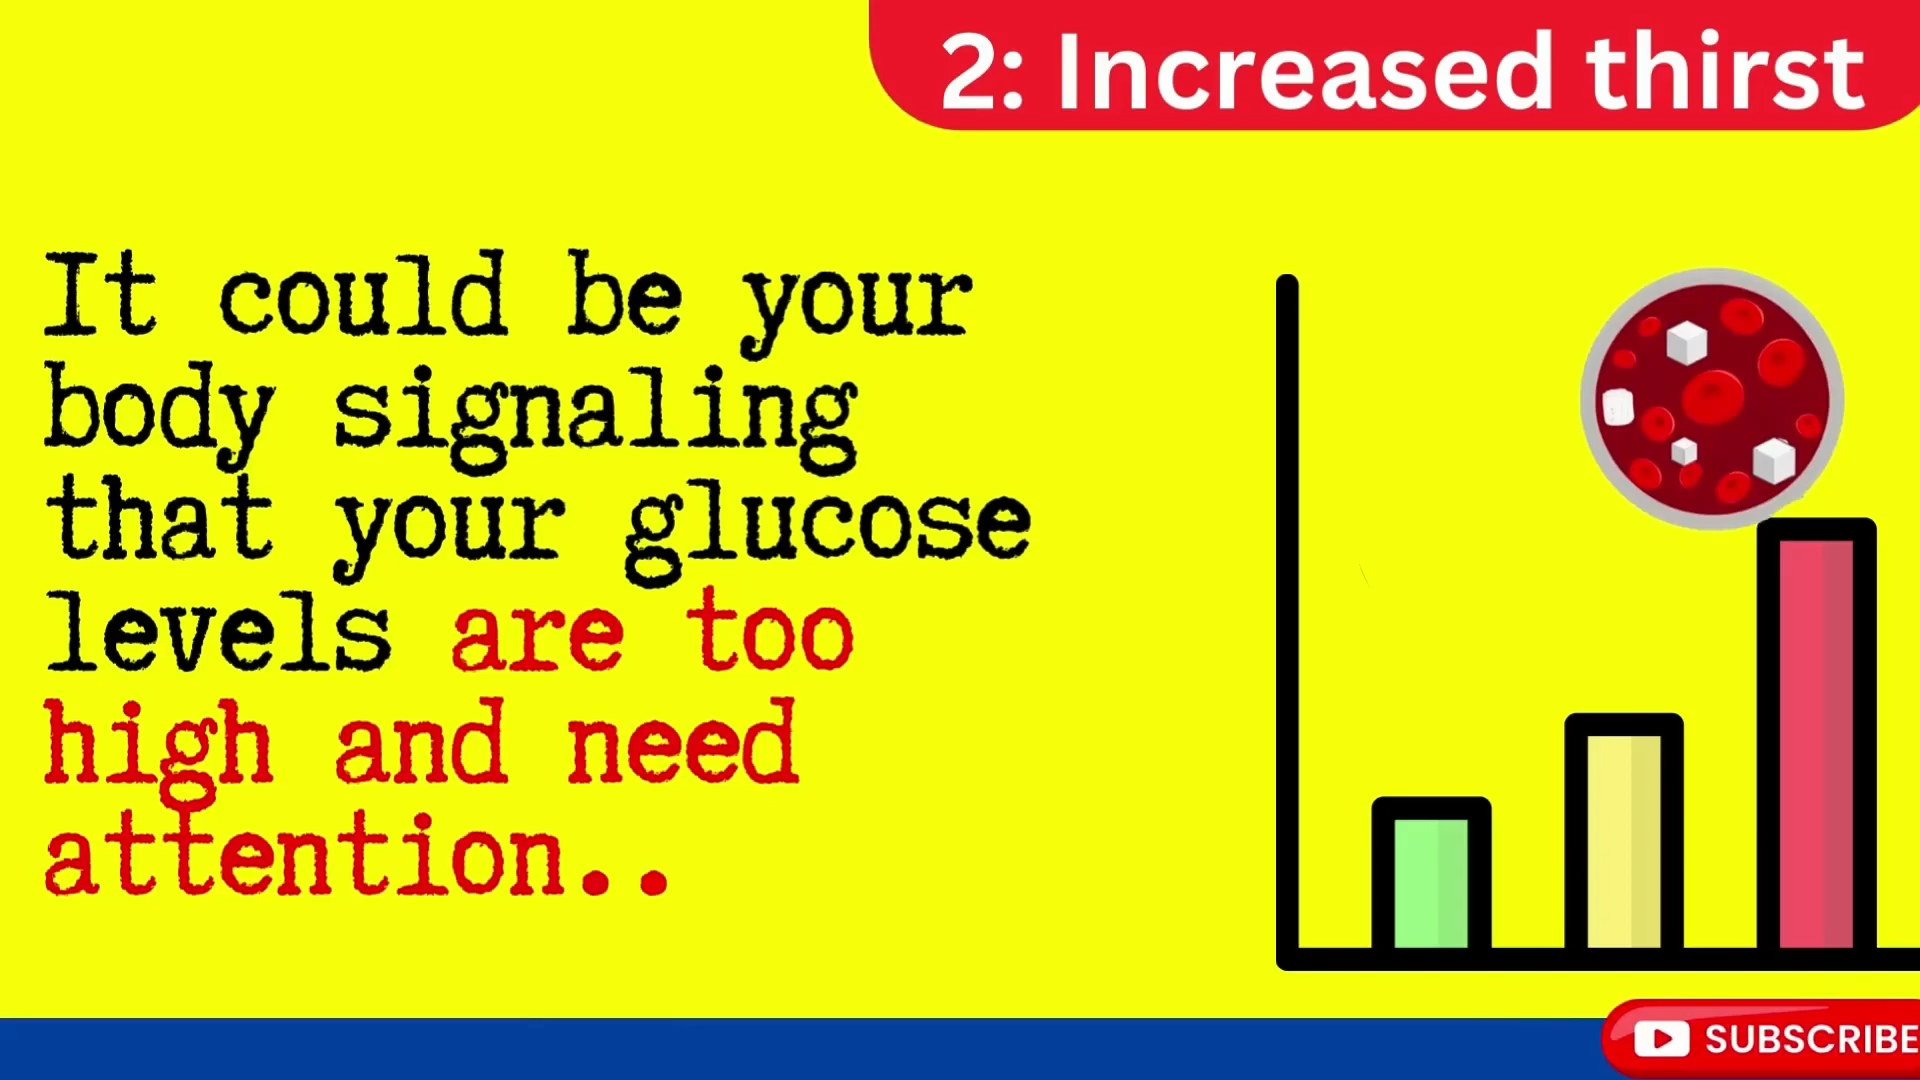 2: Increased thirst
It could be your
body signaling
that your glucose
levels are too
high and need
attention..
SUBSCRIBE